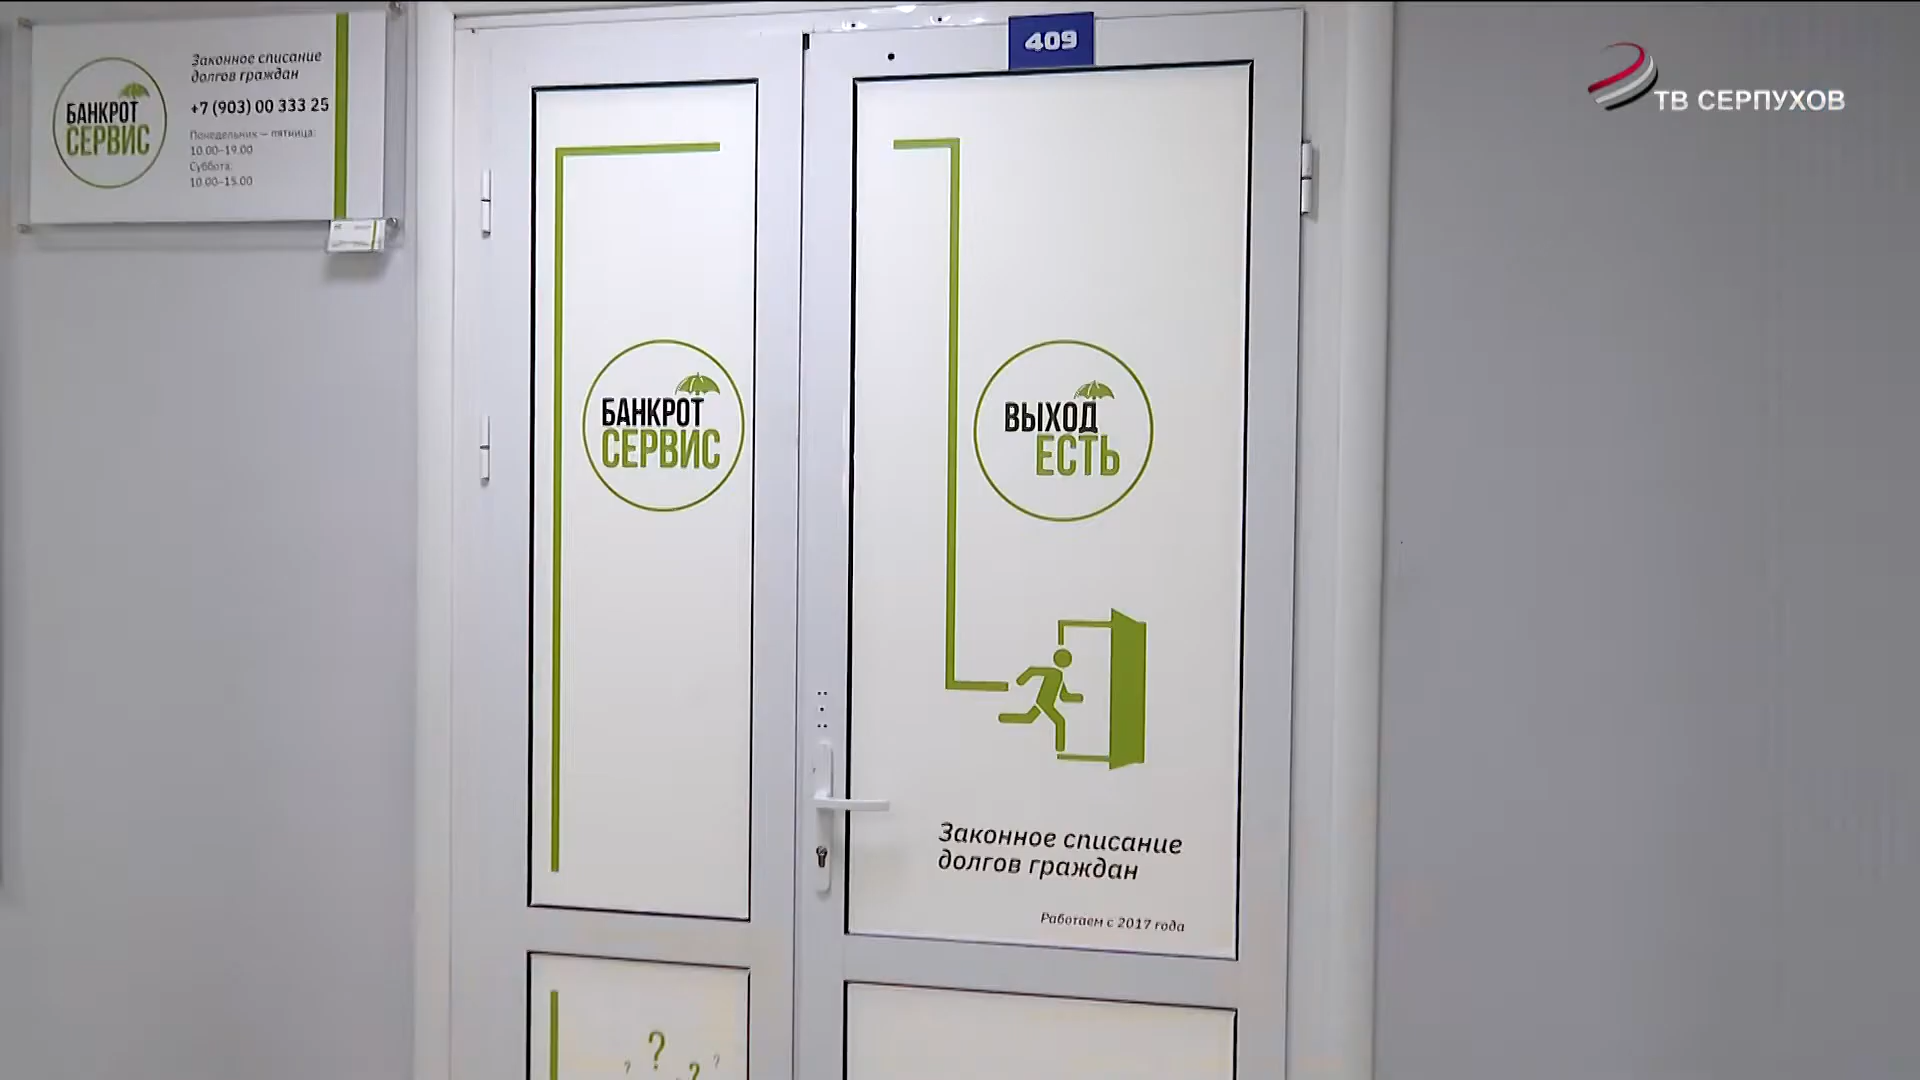 Законное списание
долгов граждан
+7 (903) 00 333 25
Понедельник — пятница:
10.00–19.00
Суббота:
10.00–15.00
БАНКРОТ
СЕРВИС
409
ТВ СЕРПУХОВ
БАНКРОТ
СЕРВИС
ВЫХОД
ЕСТЬ
Законное списание
долгов граждан
Работаем с 2017 года
?
? ? ?